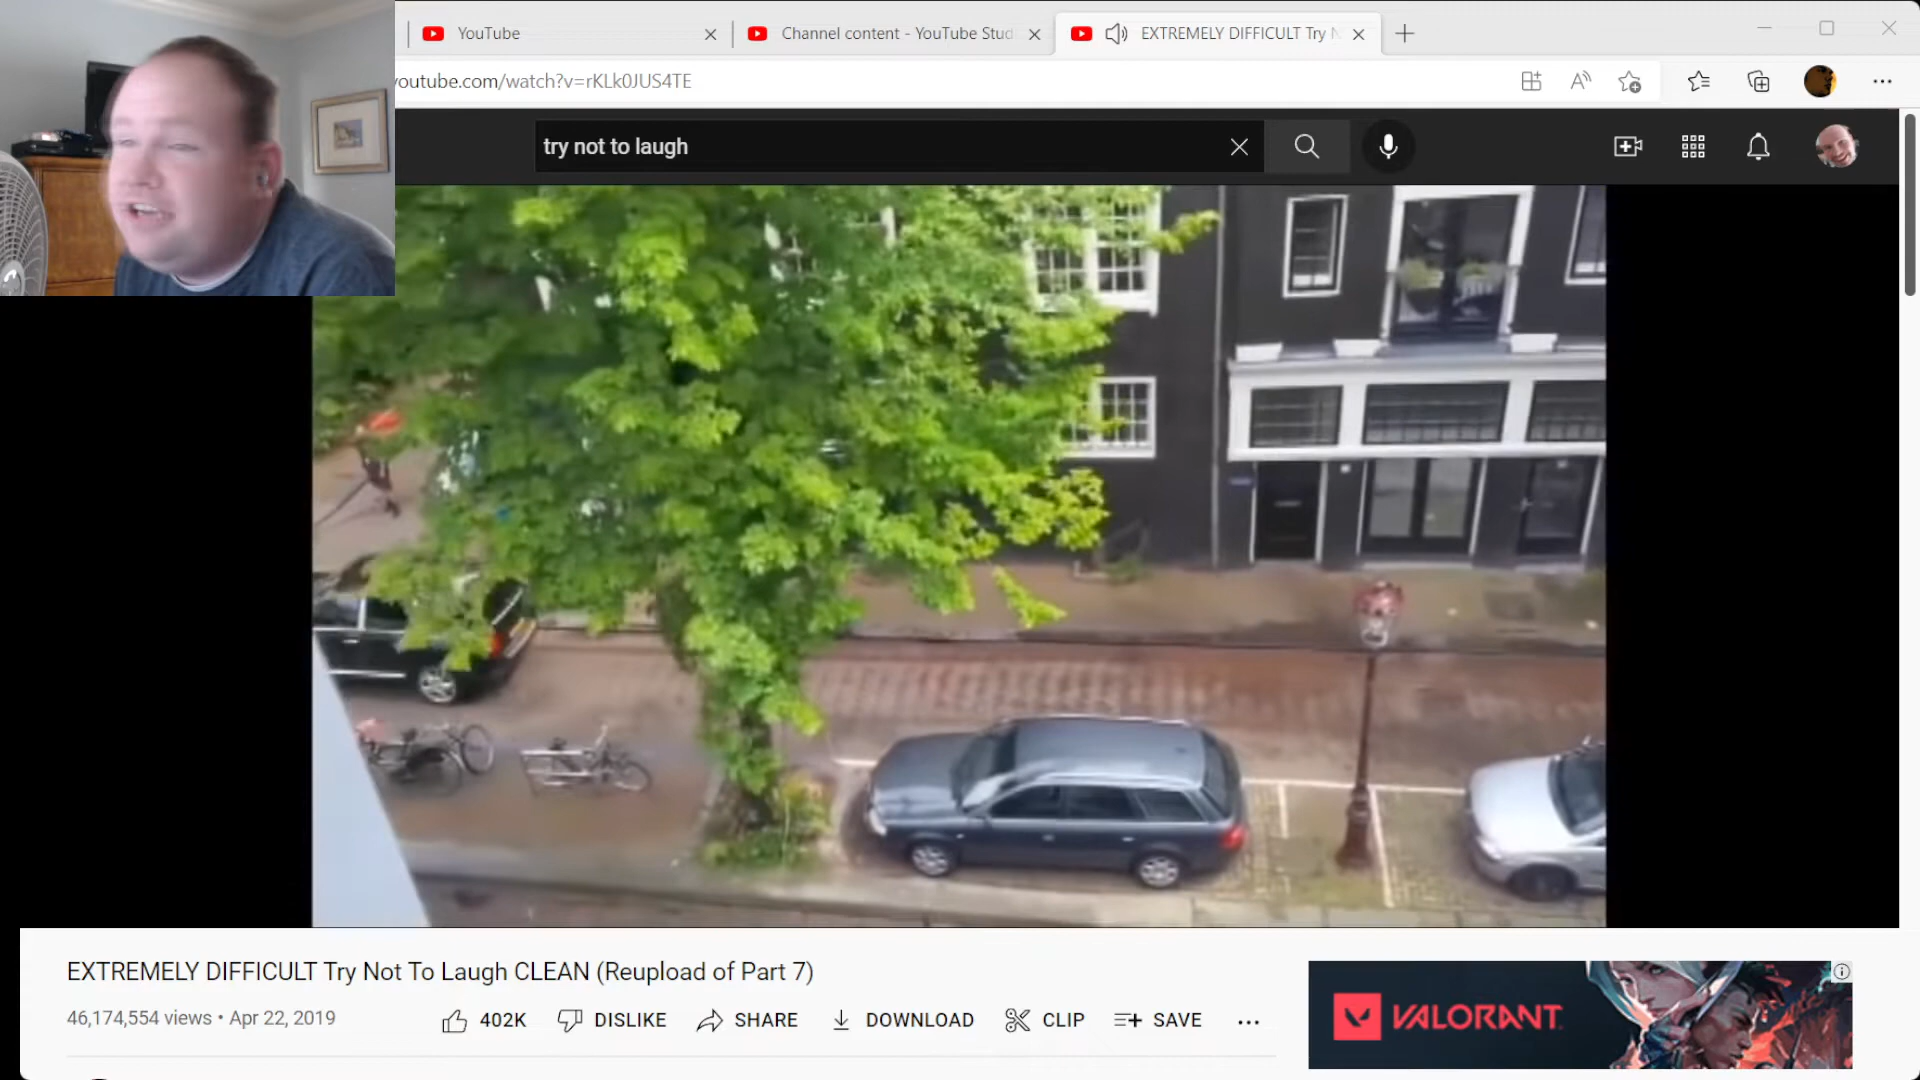 YouTube
Channel content - YouTube Stud
EXTREMELY DIFFICULT Try N
youtube.com/watch?v=rKLk0JUS4TE
try not to laugh
EXTREMELY DIFFICULT Try Not To Laugh CLEAN (Reupload of Part 7)
46,174,554 views • Apr 22, 2019
402K
DISLIKE
SHARE
DOWNLOAD
CLIP
SAVE
VALORANT